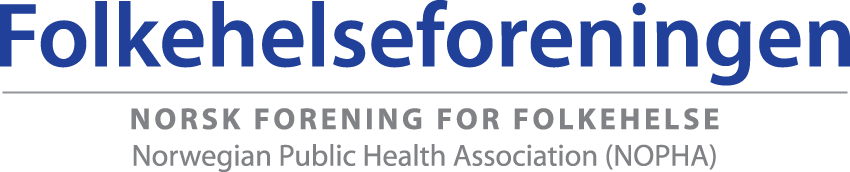 Folkehelseforeningen
NORSK FORENING FOR FOLKEHELSE
Norwegian Public Health Association (NOPHA)